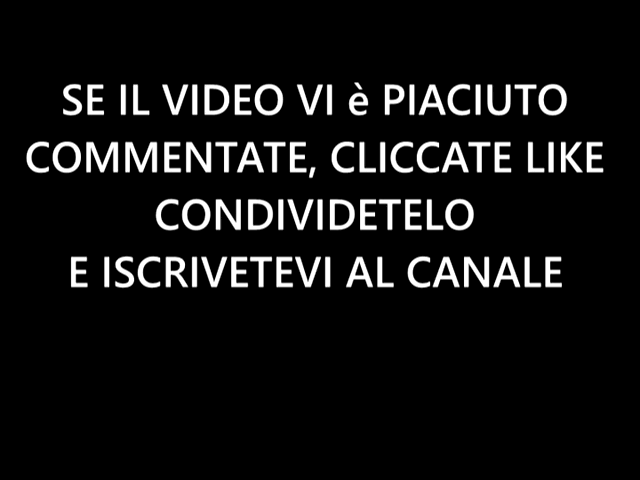 SE IL VIDEO VI è PIACIUTO
COMMENTATE, CLICCATE LIKE
CONDIVIDETELO
E ISCRIVETEVI AL CANALE